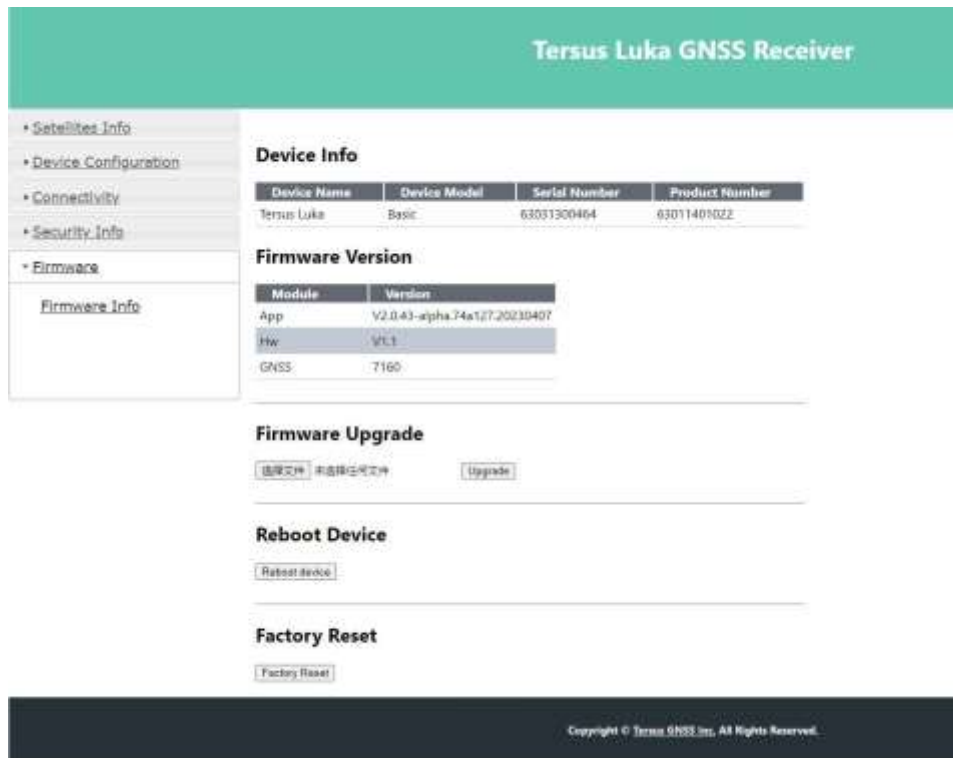 Tersus Luka GNSS Receiver
Satellites Info
Device Configuration
Connectivity
Security Info
Firmware
Firmware Info
Device Info
Device Name Device Model Serial Number Product Number
Tersus Luka Basic 63031300464 63011401022
Firmware Version
Module Version
App V2.0.43-alpha.74a127.20230407
Hw V1.1
GNSS 7160
Firmware Upgrade
选择文件 未选择任何文件 Upgrade
Reboot Device
Reboot device
Factory Reset
Factory Reset
Copyright © Tersus GNSS Inc. All Rights Reserved.